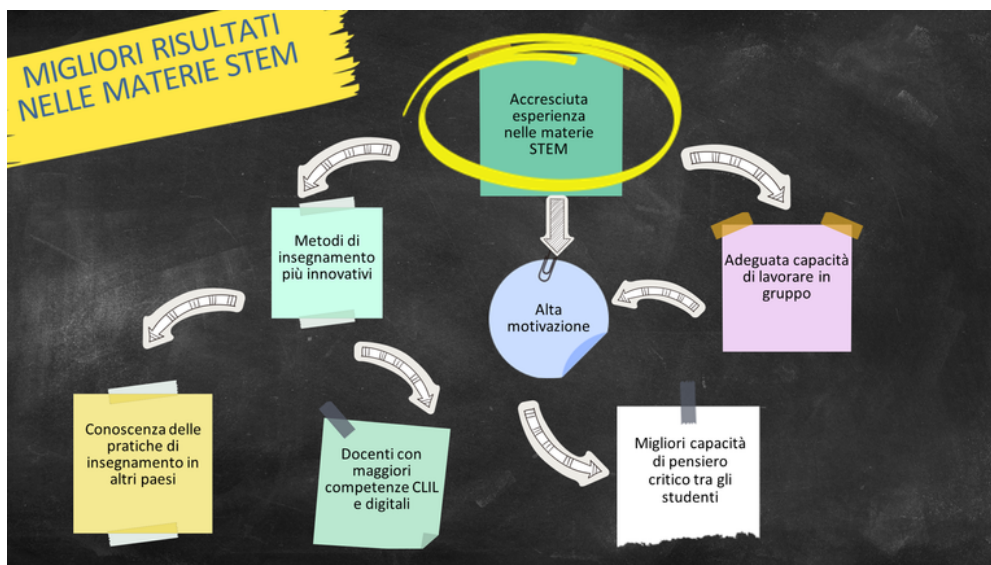 MIGLIORI RISULTATI
NELLE MATERIE STEM
Accresciuta
esperienza
nelle materie
STEM
Metodi di
insegnamento
più innovativi
Adeguata capacità
di lavorare in
gruppo
Alta
motivazione
Conoscenza delle
pratiche di
insegnamento in
altri paesi
Docenti con
maggiori
competenze CLIL
e digitali
Migliori capacità
di pensiero
critico tra gli
studenti